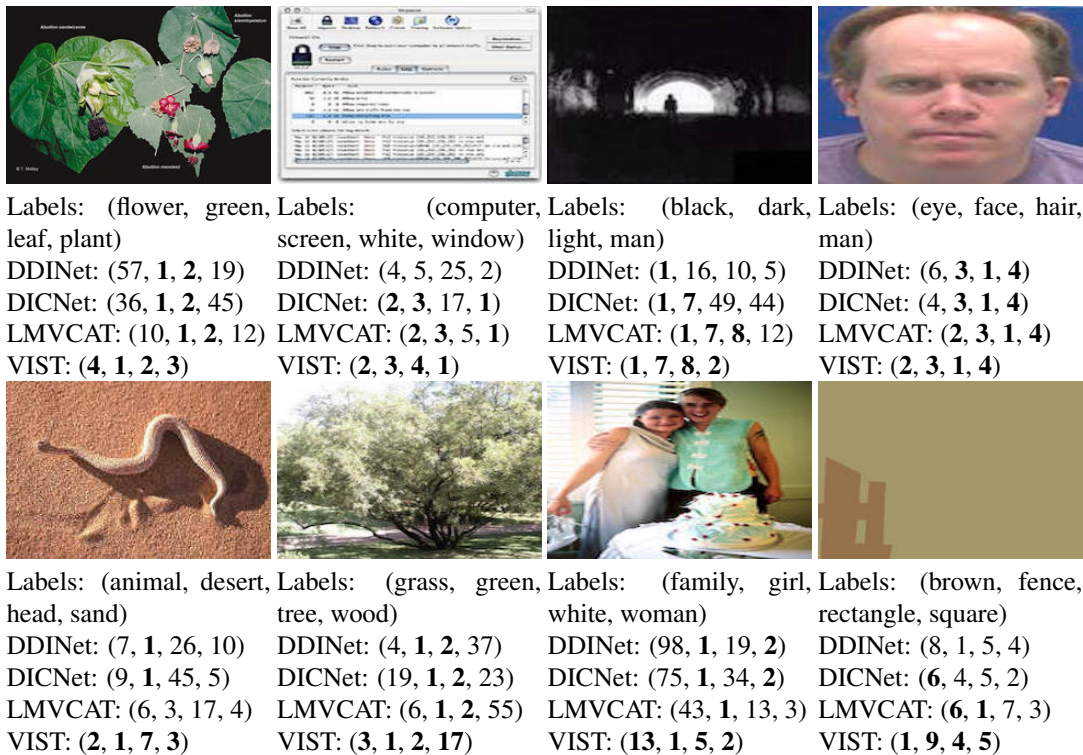 Abutilon sandwicense
Abutilon eremitopetalum
Abutilon menziesii
Labels: (flower, green, leaf, plant)
DDINet: (57, 1, 2, 19)
DICNet: (36, 1, 2, 45)
LMVCAT: (10, 1, 2, 12)
VIST: (4, 1, 2, 3)
Labels: (computer, screen, white, window)
DDINet: (4, 5, 25, 2)
DICNet: (2, 3, 17, 1)
LMVCAT: (2, 3, 5, 1)
VIST: (2, 3, 4, 1)
Labels: (black, dark, light, man)
DDINet: (1, 16, 10, 5)
DICNet: (1, 7, 49, 44)
LMVCAT: (1, 7, 8, 12)
VIST: (1, 7, 8, 2)
Labels: (eye, face, hair, man)
DDINet: (6, 3, 1, 4)
DICNet: (4, 3, 1, 4)
LMVCAT: (2, 3, 1, 4)
VIST: (2, 3, 1, 4)
Labels: (animal, desert, head, sand)
DDINet: (7, 1, 26, 10)
DICNet: (9, 1, 45, 5)
LMVCAT: (6, 3, 17, 4)
VIST: (2, 1, 7, 3)
Labels: (grass, green, tree, wood)
DDINet: (4, 1, 2, 37)
DICNet: (19, 1, 2, 23)
LMVCAT: (6, 1, 2, 55)
VIST: (3, 1, 2, 17)
Labels: (family, girl, white, woman)
DDINet: (98, 1, 19, 2)
DICNet: (75, 1, 34, 2)
LMVCAT: (43, 1, 13, 3)
VIST: (13, 1, 5, 2)
Labels: (brown, fence, rectangle, square)
DDINet: (8, 1, 5, 4)
DICNet: (6, 4, 5, 2)
LMVCAT: (6, 1, 7, 3)
VIST: (1, 9, 4, 5)